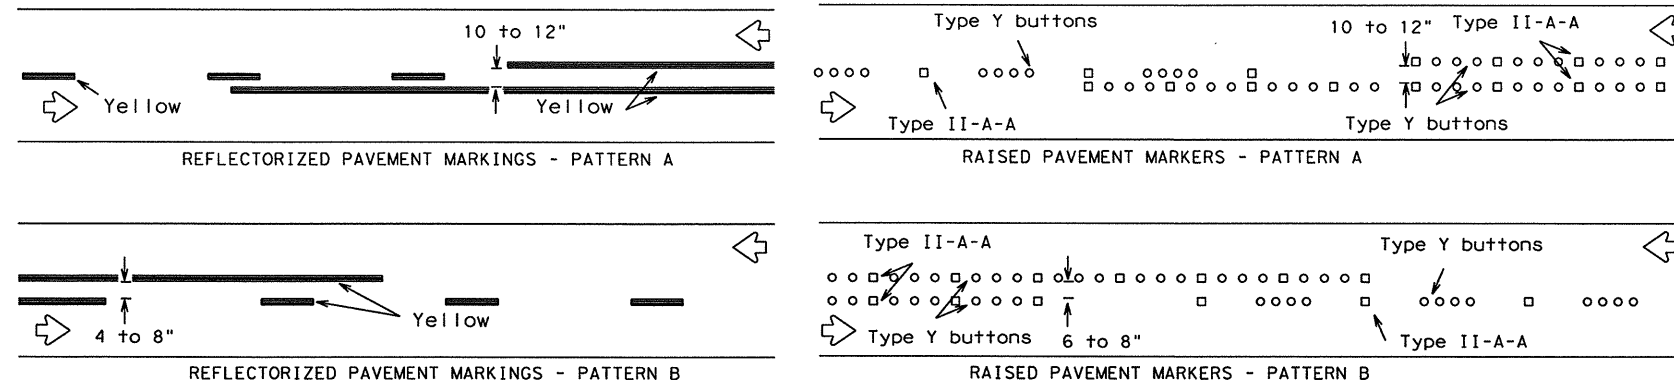 10 to 12"
Yellow
Yellow
REFLECTORIZED PAVEMENT MARKINGS - PATTERN A
Type Y buttons
10 to 12"
Type II-A-A
Type II-A-A
Type Y buttons
RAISED PAVEMENT MARKERS - PATTERN A
4 to 8"
Yellow
REFLECTORIZED PAVEMENT MARKINGS - PATTERN B
Type II-A-A
Type Y buttons
Type Y buttons
6 to 8"
Type II-A-A
RAISED PAVEMENT MARKERS - PATTERN B